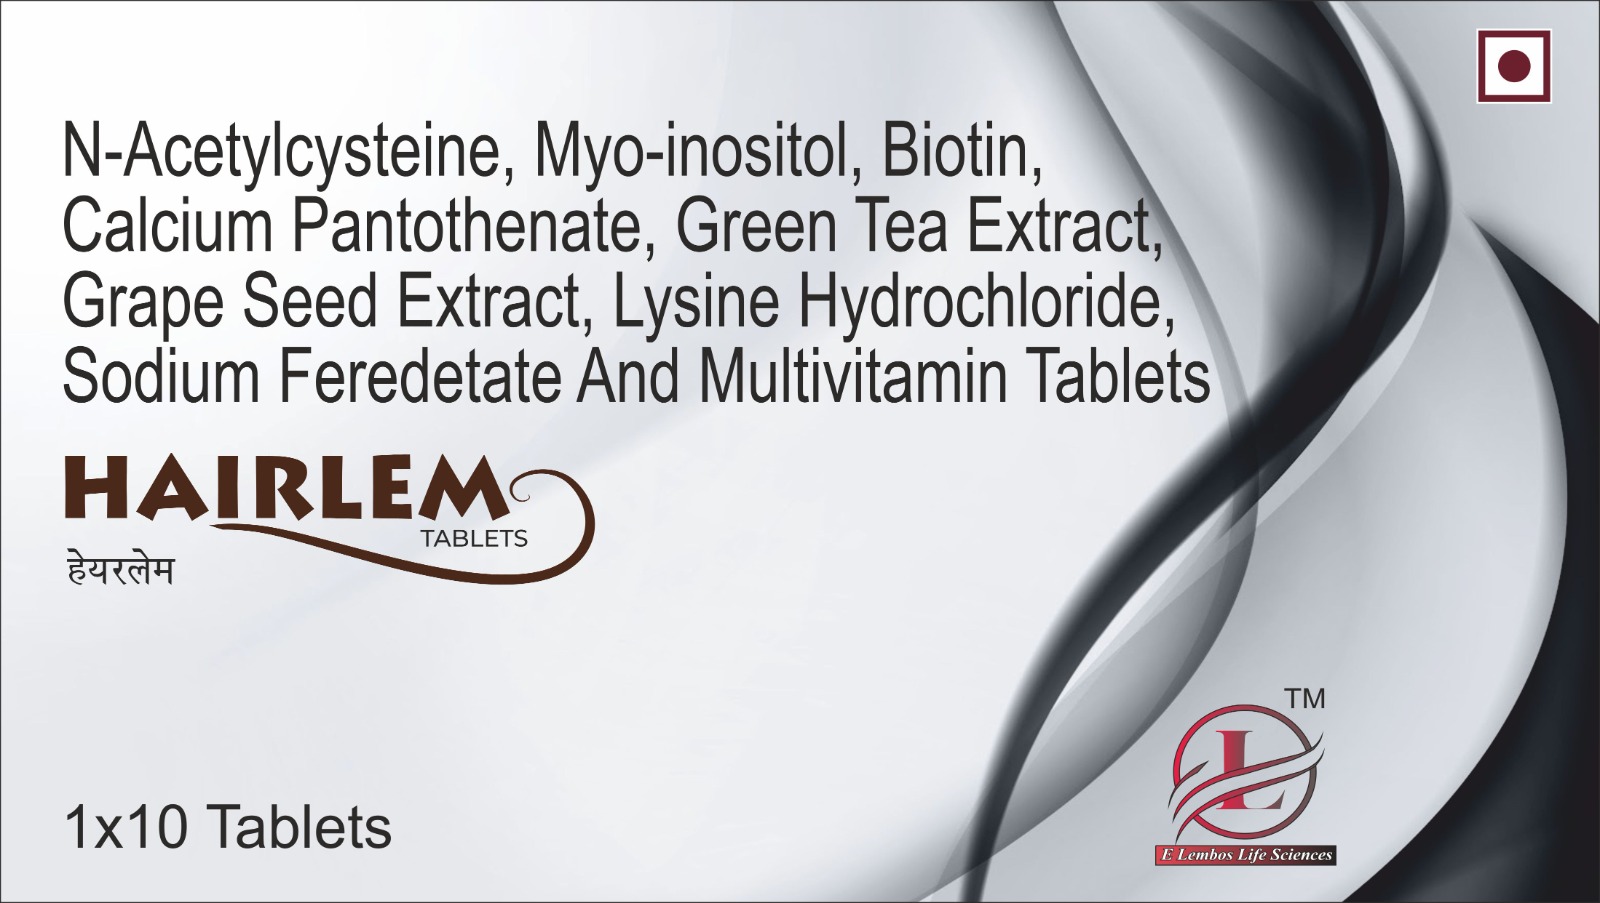 N-Acetylcysteine, Myo-inositol, Biotin,
Calcium Pantothenate, Green Tea Extract,
Grape Seed Extract, Lysine Hydrochloride,
Sodium Feredetate And Multivitamin Tablets
HAIRLEM
TABLETS
हेयरलेम
1x10 Tablets
TM
L
E Lembos Life Sciences